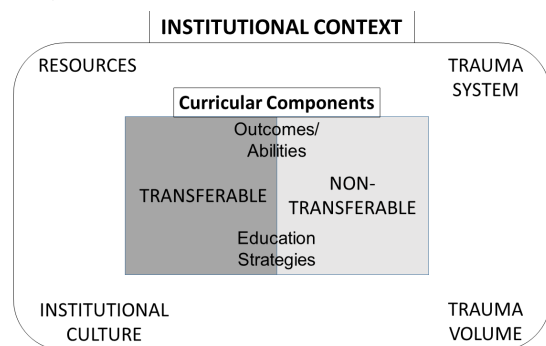 INSTITUTIONAL CONTEXT
RESOURCES
TRAUMA
SYSTEM
Curricular Components
Outcomes/
Abilities
TRANSFERABLE
NON-
TRANSFERABLE
Education
Strategies
INSTITUTIONAL
CULTURE
TRAUMA
VOLUME